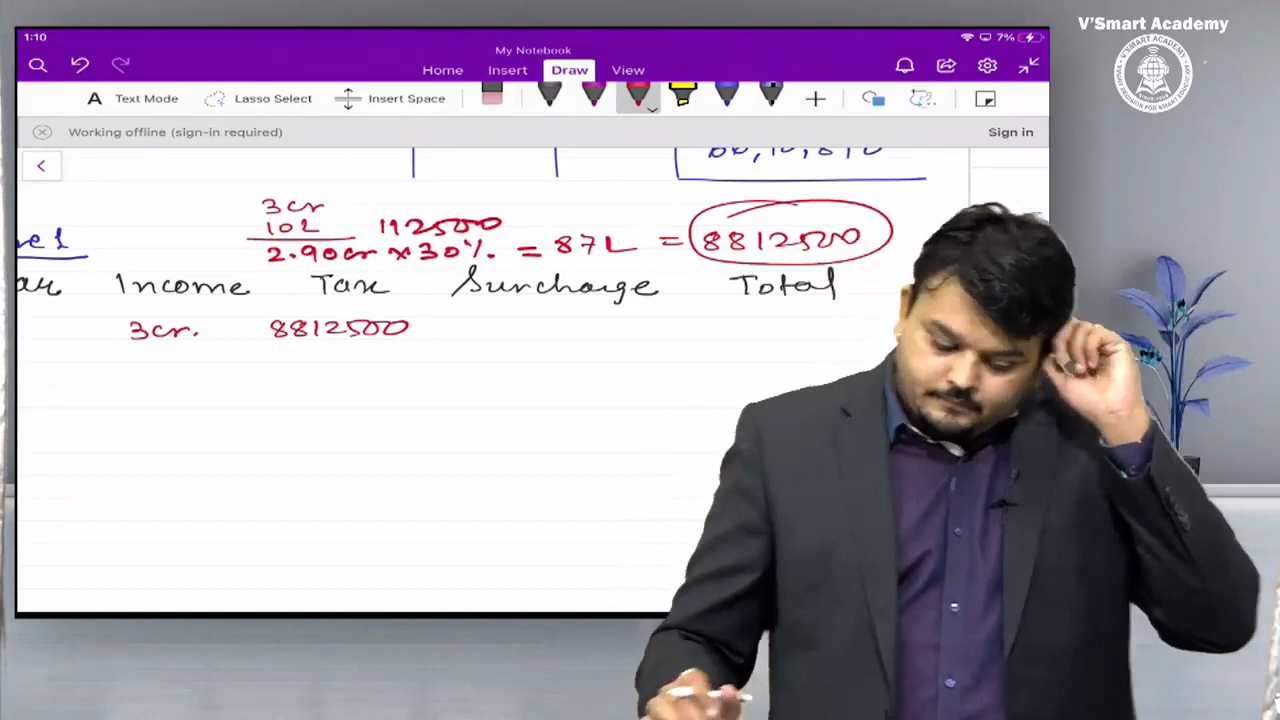 V'Smart Academy
1:10
7%
My Notebook
Home Insert Draw View
A Text Mode Lasso Select Insert Space
Working offline (sign-in required) Sign in
3cr
10L 112500
2.90cr × 30% = 87L = 8812500
Income Tax Surcharge Total
3cr. 8812500